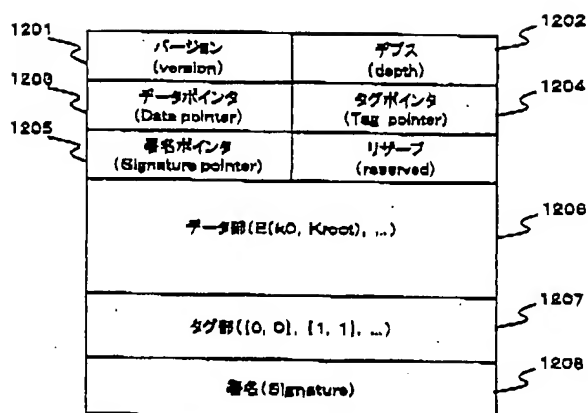 1201
バージョン
(version)
デプス
(depth)
1202
1203
データポインタ
(Data pointer)
タグポインタ
(Tag pointer)
1204
1205
署名ポインタ
(Signature pointer)
リザーブ
(reserved)
データ部(E(k0, Kroot), ...)
1206
タグ部({0, 0}, {1, 1}, ...)
1207
署名(Signature)
1208